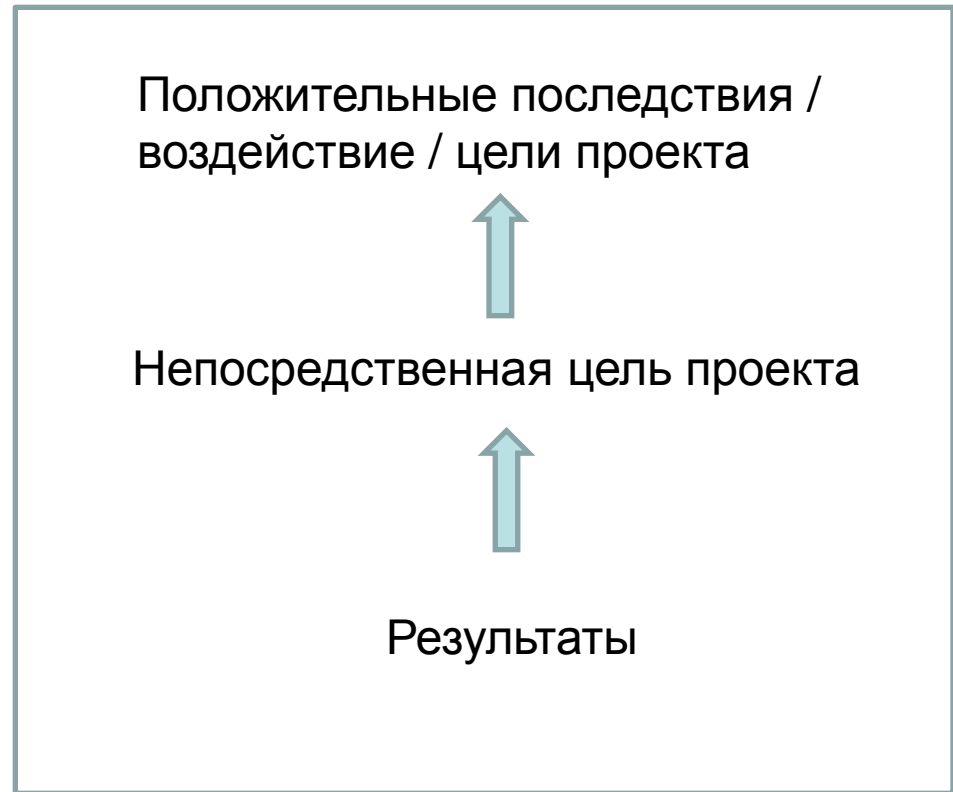 Положительные последствия /
воздействие / цели проекта
Непосредственная цель проекта
Результаты